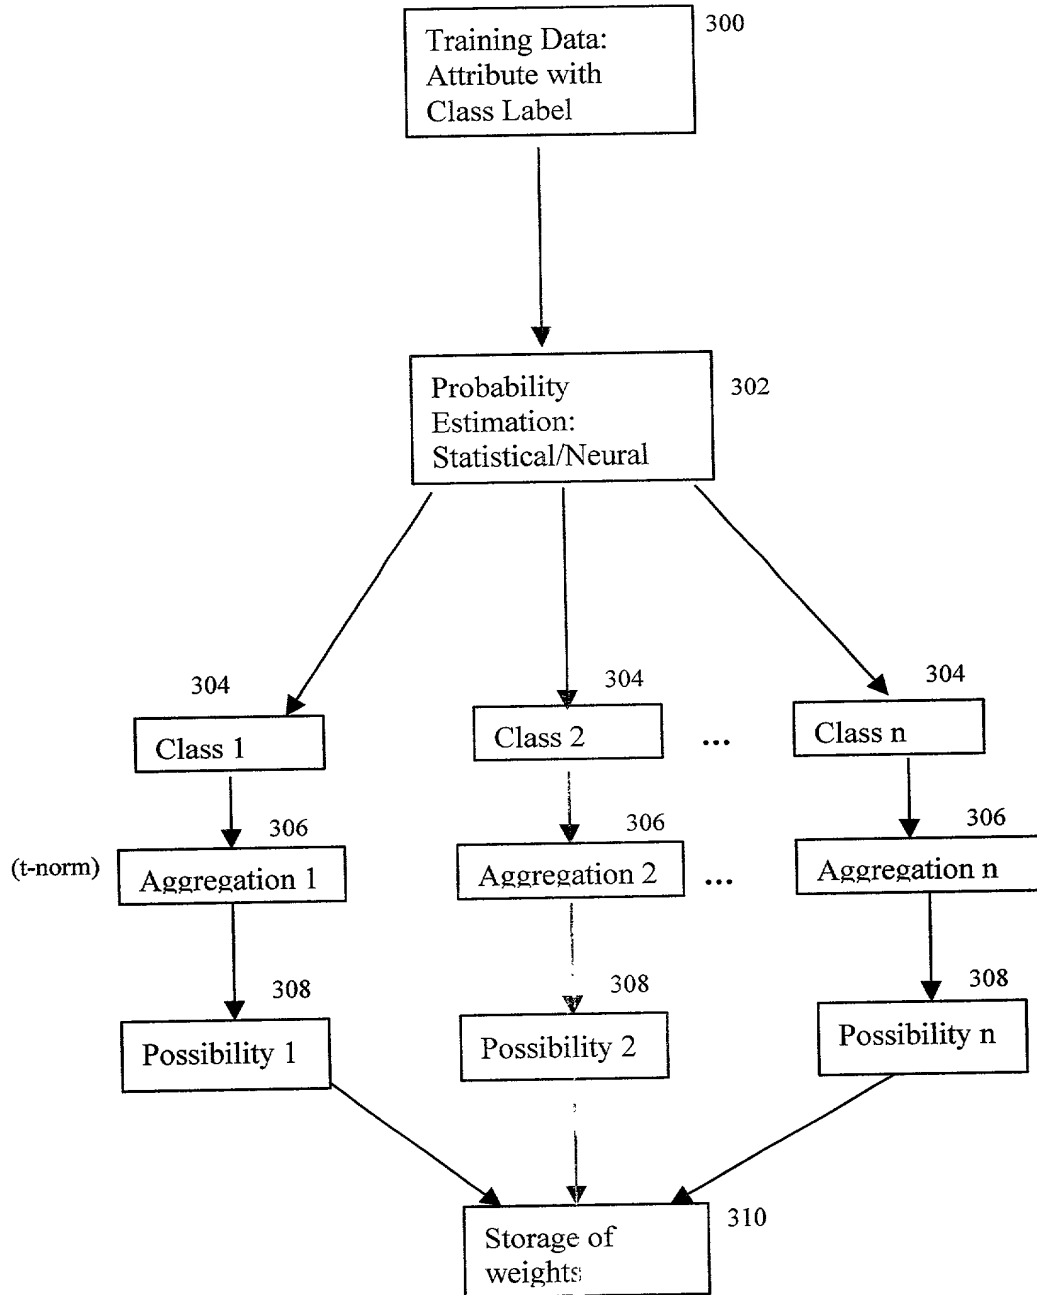 Training Data:
Attribute with
Class Label
300
Probability
Estimation:
Statistical/Neural
302
304
Class 1
304
Class 2
...
304
Class n
(t-norm)
306
Aggregation 1
306
Aggregation 2
...
306
Aggregation n
308
Possibility 1
308
Possibility 2
308
Possibility n
310
Storage of
weights